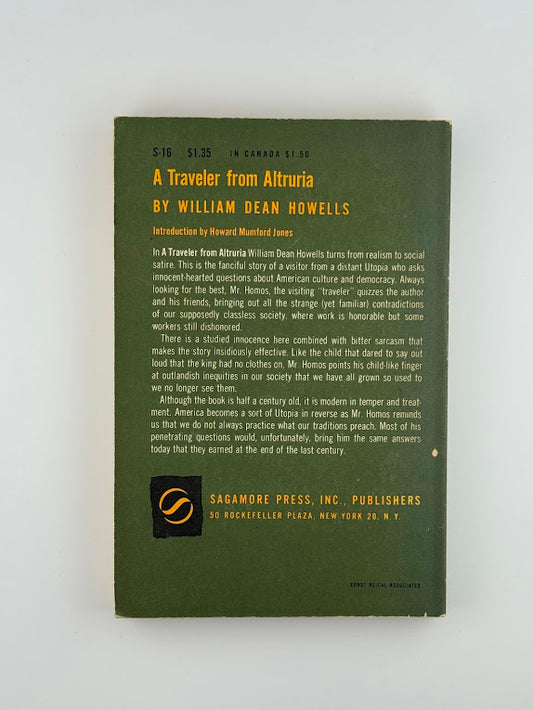 S-16 $1.35 IN CANADA $1.50
A Traveler from Altruria
BY WILLIAM DEAN HOWELLS
Introduction by Howard Mumford Jones
In A Traveler from Altruria William Dean Howells turns from realism to social
satire. This is the fanciful story of a visitor from a distant Utopia who asks
innocent-hearted questions about American culture and democracy. Always
looking for the best, Mr. Homos, the visiting "traveler" quizzes the author
and his friends, bringing out all the strange (yet familiar) contradictions
of our supposedly classless society, where work is honorable but some
workers still dishonored.
There is a studied innocence here combined with bitter sarcasm that
makes the story insidiously effective. Like the child that dared to say out
loud that the king had no clothes on, Mr. Homos points his child-like finger
at outlandish inequities in our society that we have all grown so used to
we no longer see them.
Although the book is half a century old, it is modern in temper and treat-
ment. America becomes a sort of Utopia in reverse as Mr. Homos reminds
us that we do not always practice what our traditions preach. Most of his
penetrating questions would, unfortunately, bring him the same answers
today that they earned at the end of the last century.
SAGAMORE PRESS, INC., PUBLISHERS
50 ROCKEFELLER PLAZA, NEW YORK 20, N.Y.
ERNST REICHL ASSOCIATES